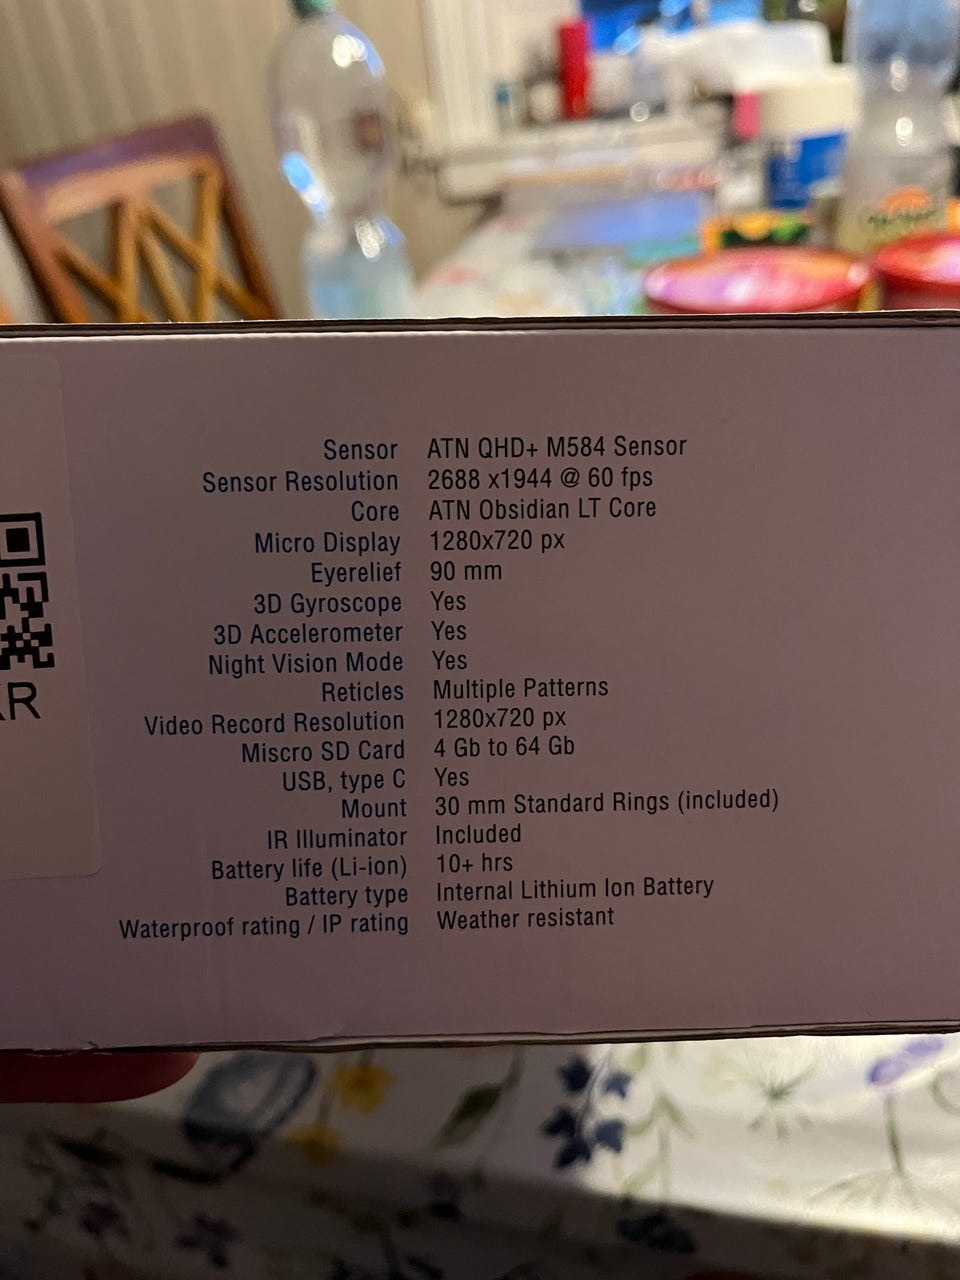 Sensor ATN QHD+ M584 Sensor
Sensor Resolution 2688 x1944 @ 60 fps
Core ATN Obsidian LT Core
Micro Display 1280x720 px
Eyerelief 90 mm
3D Gyroscope Yes
3D Accelerometer Yes
Night Vision Mode Yes
Reticles Multiple Patterns
Video Record Resolution 1280x720 px
Miscro SD Card 4 Gb to 64 Gb
USB, type C Yes
Mount 30 mm Standard Rings (included)
IR Illuminator Included
Battery life (Li-ion) 10+ hrs
Battery type Internal Lithium Ion Battery
Waterproof rating / IP rating Weather resistant